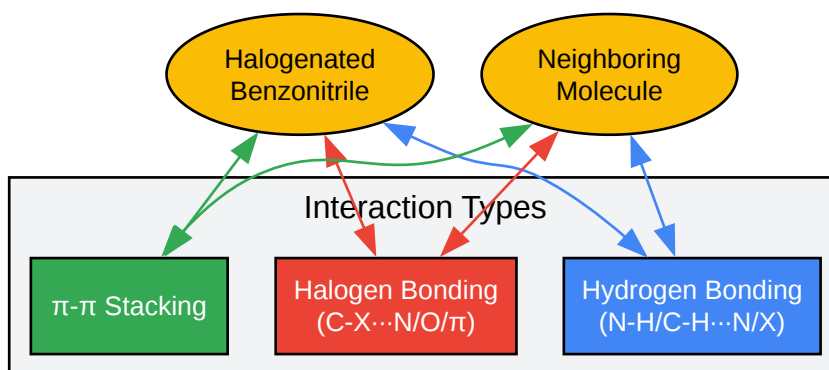 Halogenated
Benzonitrile
Neighboring
Molecule
Interaction Types
π-π Stacking
Halogen Bonding
(C-X···N/O/π)
Hydrogen Bonding
(N-H/C-H···N/X)